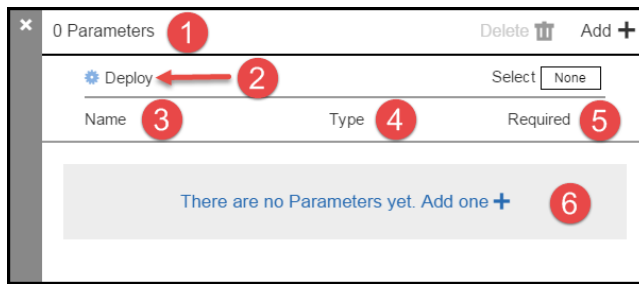 × 0 Parameters 1 Delete Add +
Deploy 2 Select None
Name 3 Type 4 Required 5
There are no Parameters yet. Add one + 6